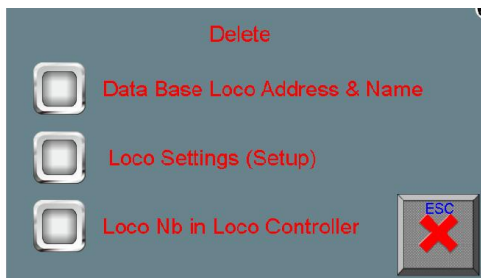 Delete
Data Base Loco Address & Name
Loco Settings (Setup)
Loco Nb in Loco Controller
ESC